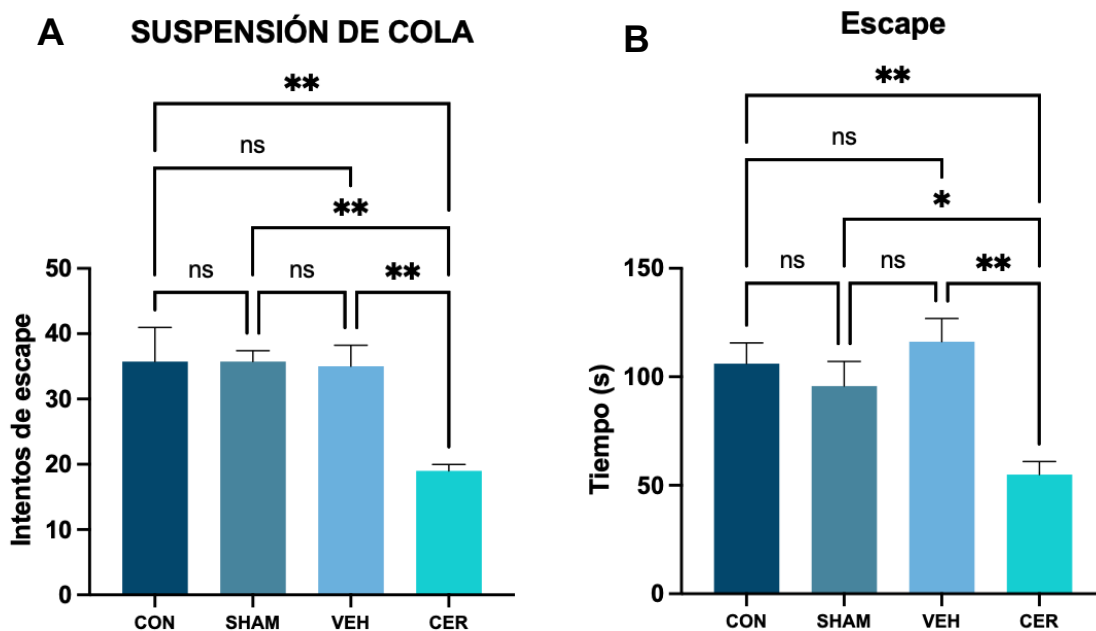 A SUSPENSIÓN DE COLA
**
ns
**
ns ns **
50
40
30
20
10
0
Intentos de escape
CON SHAM VEH CER
B Escape
**
ns
*
ns ns **
150
100
50
0
Tiempo (s)
CON SHAM VEH CER